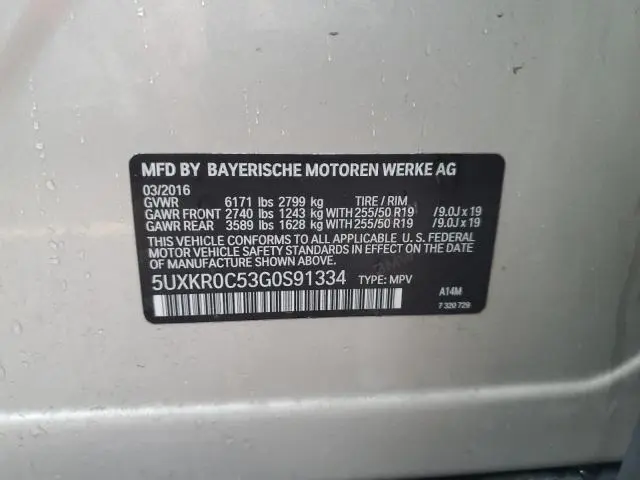 MFD BY BAYERISCHE MOTOREN WERKE AG
03/2016
GVWR 6171 lbs 2799 kg TIRE / RIM
GAWR FRONT 2740 lbs 1243 kg WITH 255/50 R19 /9.0J x 19
GAWR REAR 3589 lbs 1628 kg WITH 255/50 R19 /9.0J x 19
THIS VEHICLE CONFORMS TO ALL APPLICABLE U. S. FEDERAL
MOTOR VEHICLE SAFETY STANDARDS IN EFFECT ON THE DATE
OF MANUFACTURE SHOWN ABOVE.
5UXKR0C53G0S91334 TYPE: MPV
A14M
7 320 729